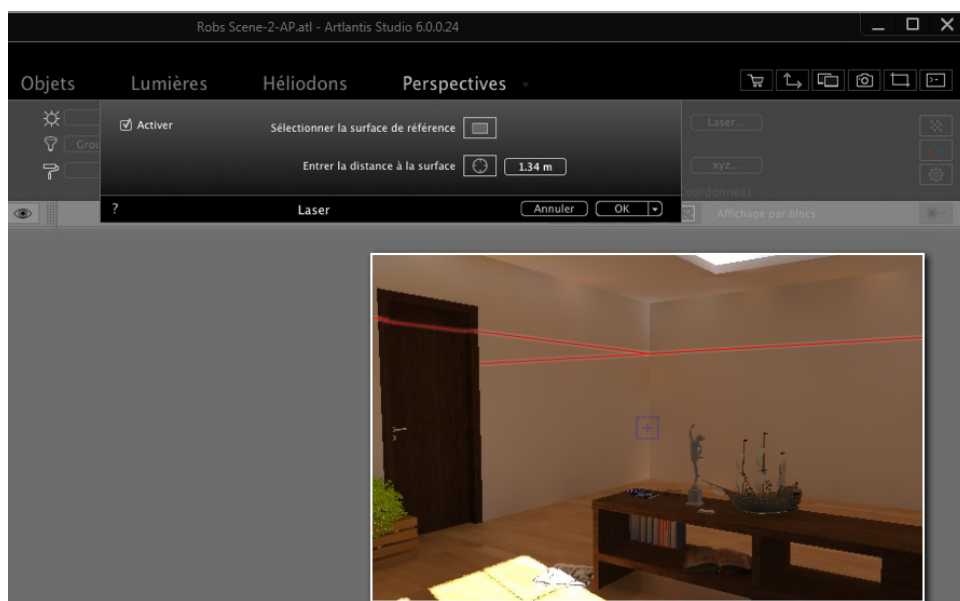 Robs Scene-2-AP.atl - Artlantis Studio 6.0.0.24
Objets Lumières Héliodons Perspectives
Activer Sélectionner la surface de référence Laser...
Entrer la distance à la surface 1.34 m xyz...
Coordonnées
? Laser Annuler OK Affichage par blocs